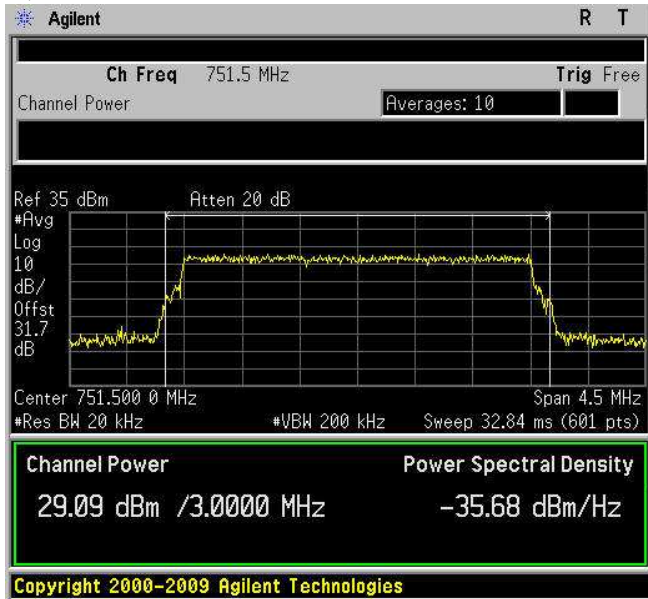 Agilent R T
Ch Freq 751.5 MHz Trig Free
Channel Power Averages: 10
Ref 35 dBm Atten 20 dB
#Avg
Log
10
dB/
Offst
31.7
dB
Center 751.500 0 MHz Span 4.5 MHz
#Res BW 20 kHz #VBW 200 kHz Sweep 32.84 ms (601 pts)
Channel Power Power Spectral Density
29.09 dBm /3.0000 MHz -35.68 dBm/Hz
Copyright 2000-2009 Agilent Technologies